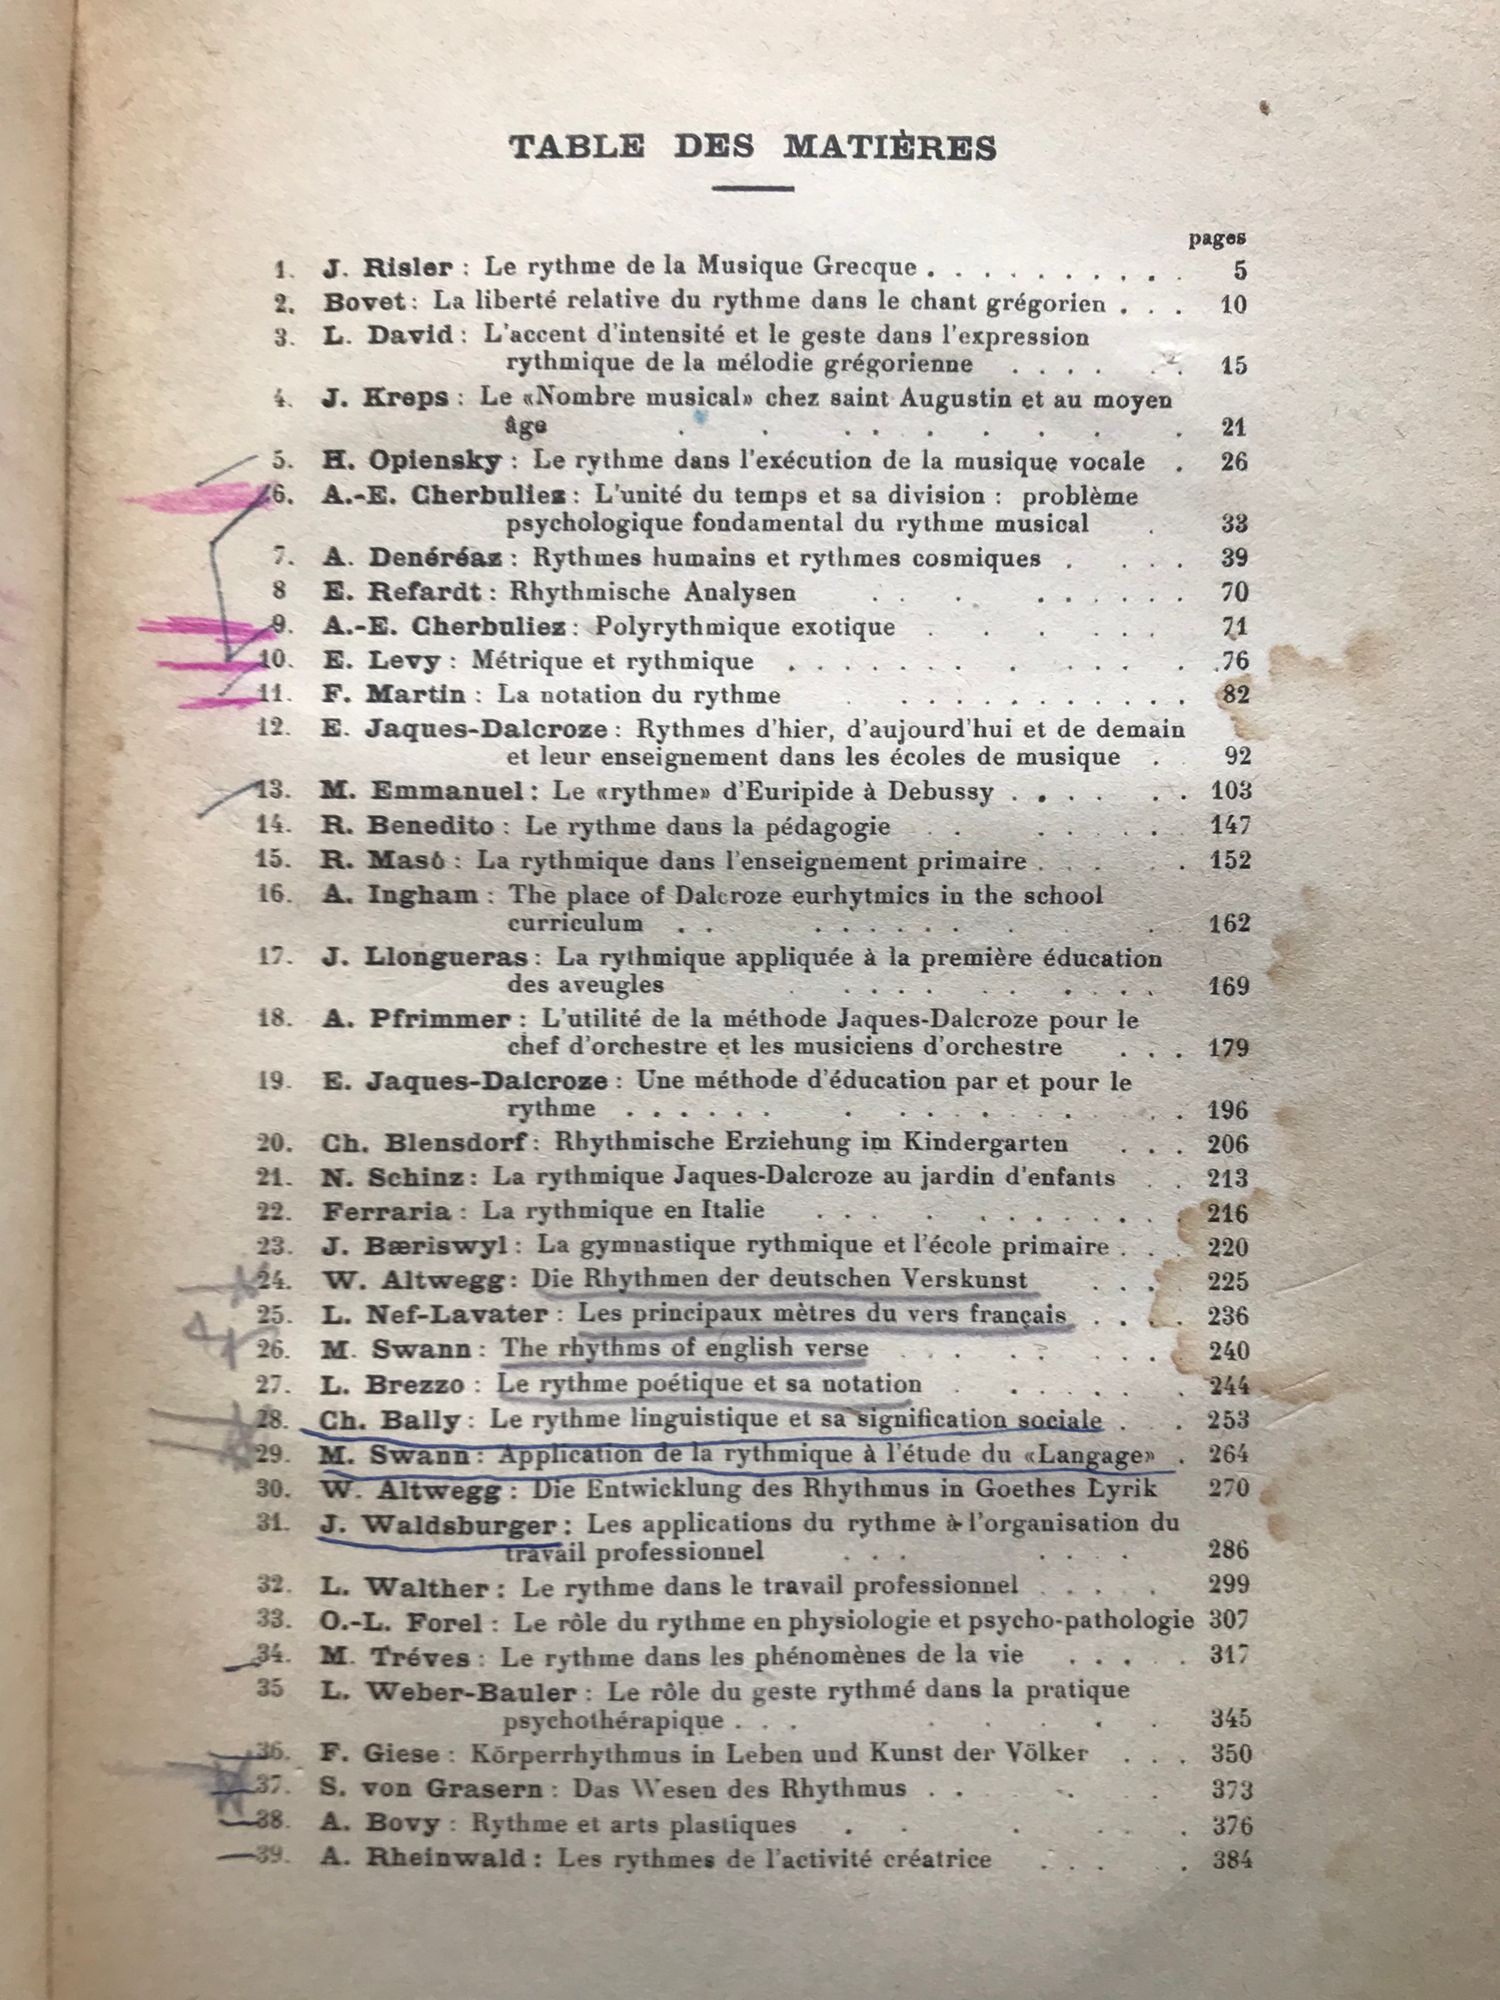 TABLE DES MATIÈRES
pages
1. J. Risler : Le rythme de la Musique Grecque . . . . . . . . . . 5
2. Bovet : La liberté relative du rythme dans le chant grégorien . . . 10
3. L. David : L'accent d'intensité et le geste dans l'expression
rythmique de la mélodie grégorienne . . . . . . 15
4. J. Kreps : Le «Nombre musical» chez saint Augustin et au moyen
âge . . . . . . . . . 21
5. H. Opiensky : Le rythme dans l'exécution de la musique vocale . 26
6. A.-E. Cherbuliez : L'unité du temps et sa division : problème
psychologique fondamental du rythme musical . 33
7. A. Denéréaz : Rythmes humains et rythmes cosmiques . . . . 39
8 E. Refardt : Rhythmische Analysen . . . . . . . . . 70
9. A.-E. Cherbuliez : Polyrythmique exotique . . . . . . 71
10. E. Levy : Métrique et rythmique . . . . . . . . . . . 76
11. F. Martin : La notation du rythme . . . . . . . . . . . . 82
12. E. Jaques-Dalcroze : Rythmes d'hier, d'aujourd'hui et de demain
et leur enseignement dans les écoles de musique . 92
13. M. Emmanuel : Le «rythme» d'Euripide à Debussy . . . . . . 103
14. R. Benedito : Le rythme dans la pédagogie . . . . . . . 147
15. R. Masó : La rythmique dans l'enseignement primaire . . . . 152
16. A. Ingham : The place of Dalcroze eurhytmics in the school
curriculum . . . . . . . . . . 162
17. J. Llongueras : La rythmique appliquée à la première éducation
des aveugles . . . . . . . . . . . 169
18. A. Pfrimmer : L'utilité de la méthode Jaques-Dalcroze pour le
chef d'orchestre et les musiciens d'orchestre . . . 179
19. E. Jaques-Dalcroze : Une méthode d'éducation par et pour le
rythme . . . . . . . . . . . . . 196
20. Ch. Blensdorf : Rhythmische Erziehung im Kindergarten . . . 206
21. N. Schinz : La rythmique Jaques-Dalcroze au jardin d'enfants . . 213
22. Ferraria : La rythmique en Italie . . . . . . . . . . . 216
23. J. Bæriswyl : La gymnastique rythmique et l'école primaire . . 220
24. W. Altwegg : Die Rhythmen der deutschen Verskunst . . . 225
25. L. Nef-Lavater : Les principaux mètres du vers français . . . . 236
26. M. Swann : The rhythms of english verse . . . . . . . . 240
27. L. Brezzo : Le rythme poétique et sa notation . . . . . . 244
28. Ch. Bally : Le rythme linguistique et sa signification sociale . . . 253
29. M. Swann : Application de la rythmique à l'étude du «Langage» . 264
30. W. Altwegg : Die Entwicklung des Rhythmus in Goethes Lyrik 270
31. J. Waldsburger : Les applications du rythme à l'organisation du
travail professionnel . . . . . . 286
32. L. Walther : Le rythme dans le travail professionnel . . . . 299
33. O.-L. Forel : Le rôle du rythme en physiologie et psycho-pathologie 307
34. M. Tréves : Le rythme dans les phénomènes de la vie . . . . . 317
35 L. Weber-Bauler : Le rôle du geste rythmé dans la pratique
psychothérapique . . . . . . . . 345
36. F. Giese : Körperrhythmus in Leben und Kunst der Völker . . . 350
37. S. von Grasern : Das Wesen des Rhythmus . . . . 373
38. A. Bovy : Rythme et arts plastiques . . . . . . 376
39. A. Rheinwald : Les rythmes de l'activité créatrice . . . . 384